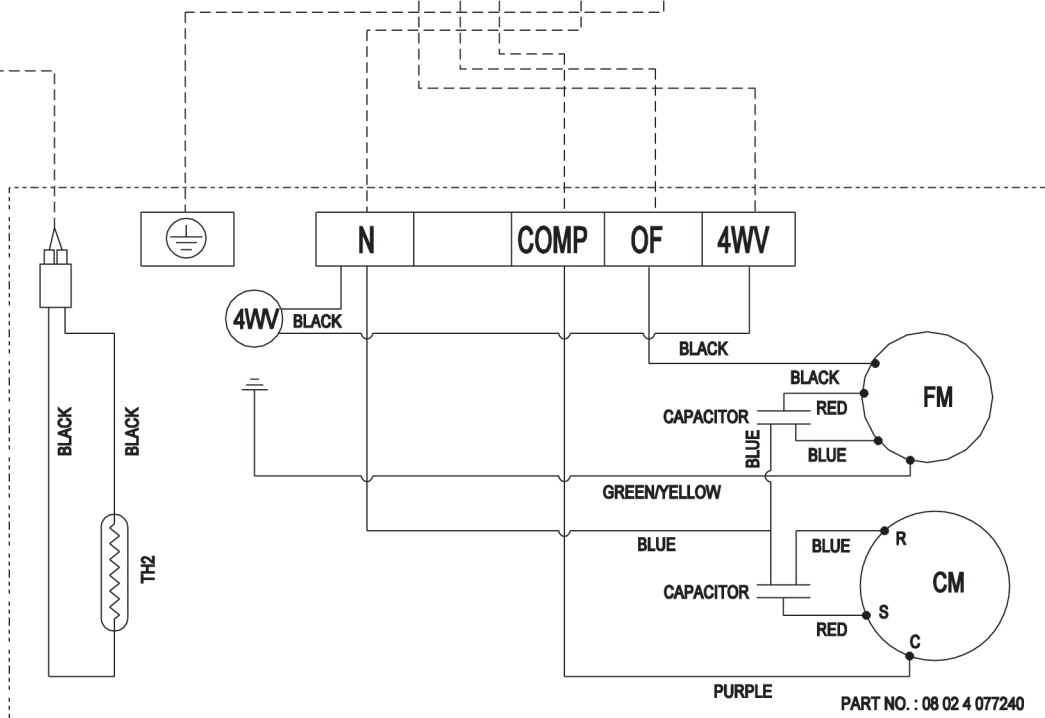 N COMP OF 4WV
4WV
BLACK
BLACK
BLACK
RED
CAPACITOR
FM
BLACK
BLACK
BLUE
BLUE
GREEN/YELLOW
TH2
BLUE
BLUE
R
CAPACITOR
CM
S
RED
C
PURPLE
PART NO. : 08 02 4 077240